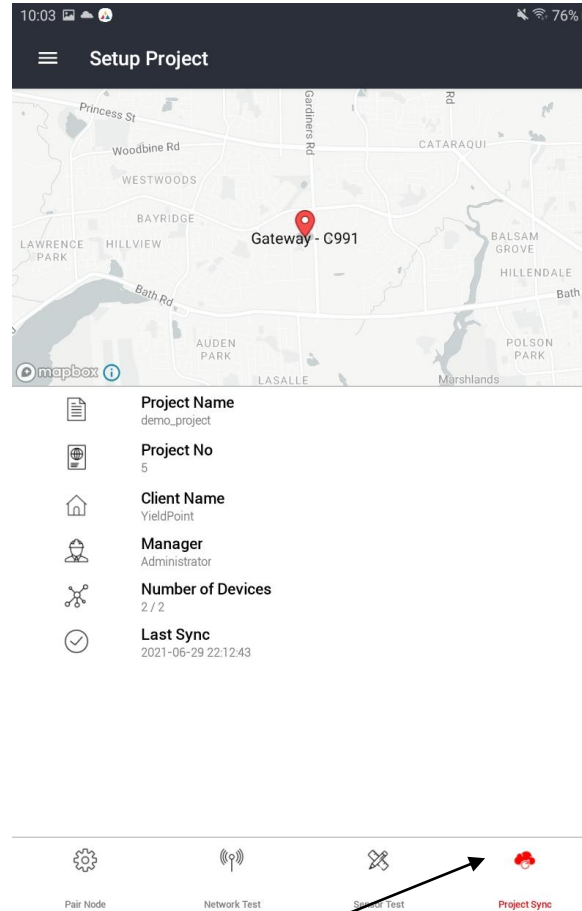 10:03 76%
Setup Project
Princess St
Gardiners Rd
Rd
Woodbine Rd
CATARAQUI
WESTWOODS
BAYRIDGE
LAWRENCE PARK
HILLVIEW
Gateway - C991
BALSAM GROVE
HILLENDALE
Bath Rd
Bath
AUDEN PARK
POLSON PARK
mapbox
LASALLE
Marshlands
Project Name
demo_project
Project No
5
Client Name
YieldPoint
Manager
Administrator
Number of Devices
2 / 2
Last Sync
2021-06-29 22:12:43
Pair Node Network Test Sensor Test Project Sync